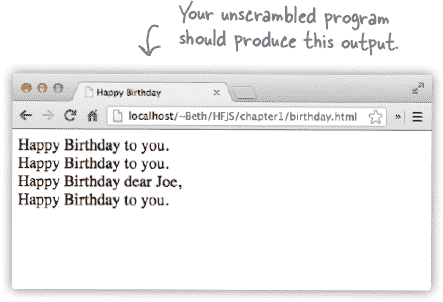 Your unscrambled program
should produce this output.
Happy Birthday
localhost/~Beth/HFJS/chapter1/birthday.html
Happy Birthday to you.
Happy Birthday to you.
Happy Birthday dear Joe,
Happy Birthday to you.